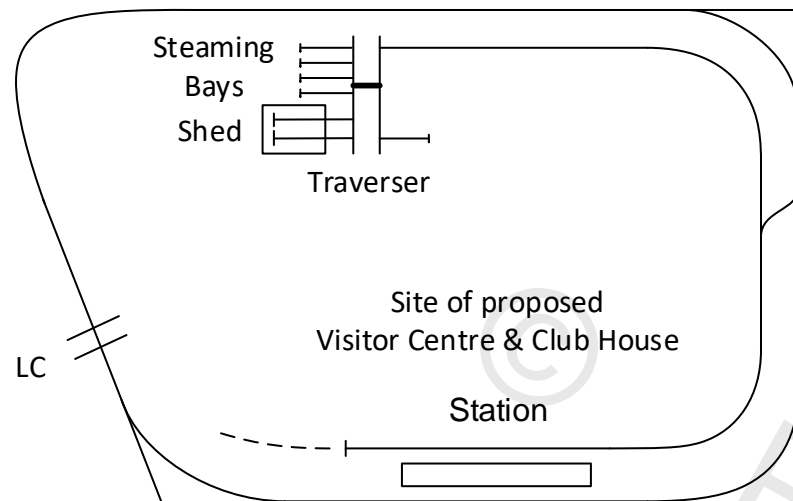 Steaming
Bays
Shed
Traverser
Site of proposed
Visitor Centre & Club House
LC
Station
©